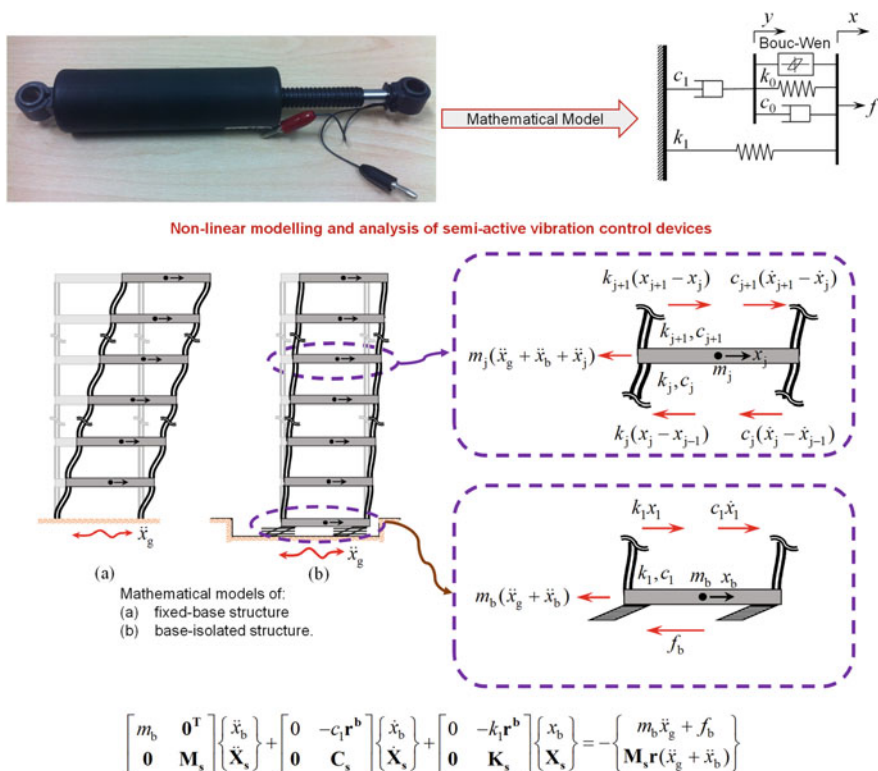 y x
Bouc-Wen
c₁
k₀
c₀
f
k₁
Mathematical Model
Non-linear modelling and analysis of semi-active vibration control devices
kⱼ₊₁(xⱼ₊₁ − xⱼ) cⱼ₊₁(ẋⱼ₊₁ − ẋⱼ)
kⱼ₊₁, cⱼ₊₁
mⱼ(ẍg + ẍb + ẍⱼ)
xⱼ
mⱼ
kⱼ, cⱼ
kⱼ(xⱼ − xⱼ₋₁) cⱼ(ẋⱼ − ẋⱼ₋₁)
ẍg
ẍg
(a)
(b)
Mathematical models of:
(a) fixed-base structure
(b) base-isolated structure.
k₁x₁ c₁ẋ₁
k₁, c₁ mb xb
mb(ẍg + ẍb)
fb
[mb 0ᵀ] {ẍb} + [0 −c₁rᵇ] {ẋb} + [0 −k₁rᵇ] {xb} = − {mbẍg + fb}
[0 Ms] {Ẍs} [0 Cs] {Ẋs} [0 Ks] {Xs} {Msr(ẍg + ẍb)}